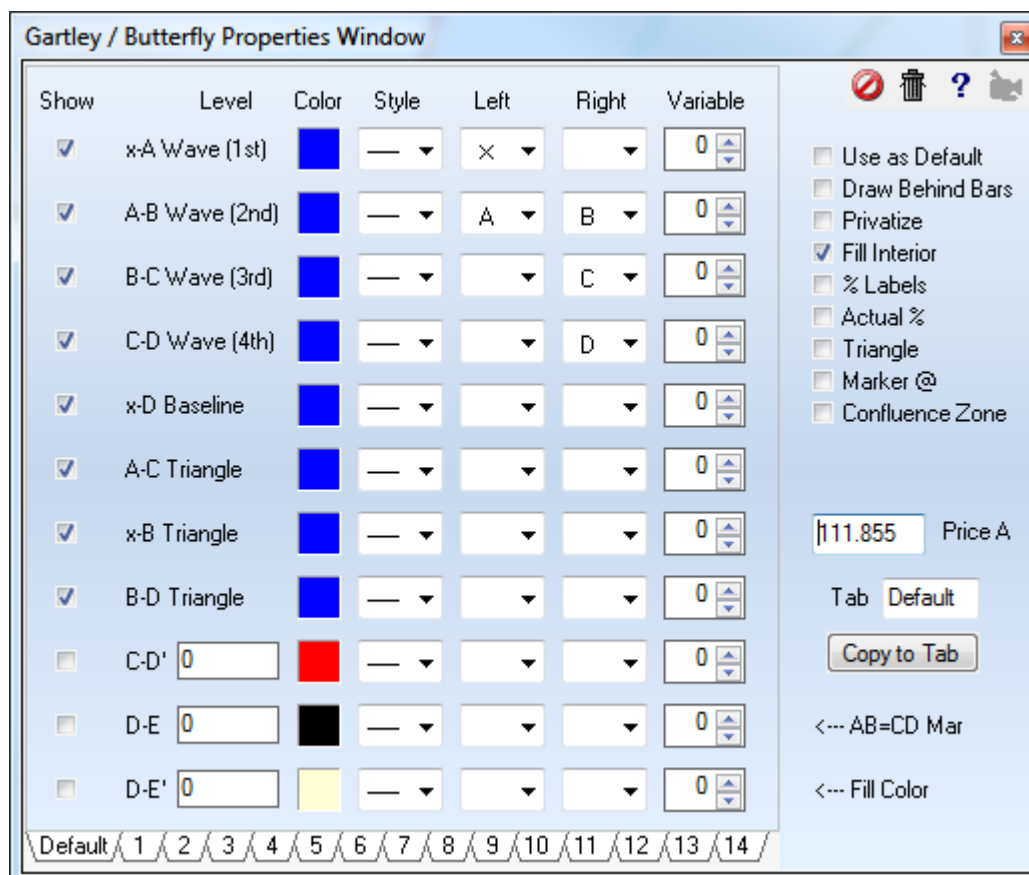 Gartley / Butterfly Properties Window
Show Level Color Style Left Right Variable ?
x-A Wave (1st) x 0
A-B Wave (2nd) A B 0
B-C Wave (3rd) C 0
C-D Wave (4th) D 0
x-D Baseline 0
A-C Triangle 0
x-B Triangle 0
B-D Triangle 0
C-D' 0 0
D-E 0 0
D-E' 0 0
Use as Default
Draw Behind Bars
Privatize
Fill Interior
% Labels
Actual %
Triangle
Marker @
Confluence Zone
111.855 Price A
Tab Default
Copy to Tab
<--- AB=CD Mar
<--- Fill Color
Default 1 2 3 4 5 6 7 8 9 10 11 12 13 14